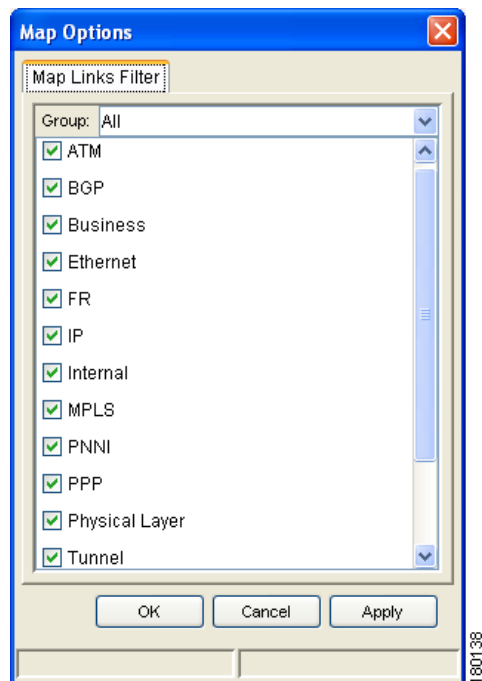 Map Options
Map Links Filter
Group: All
ATM
BGP
Business
Ethernet
FR
IP
Internal
MPLS
PNNI
PPP
Physical Layer
Tunnel
OK Cancel Apply
180138